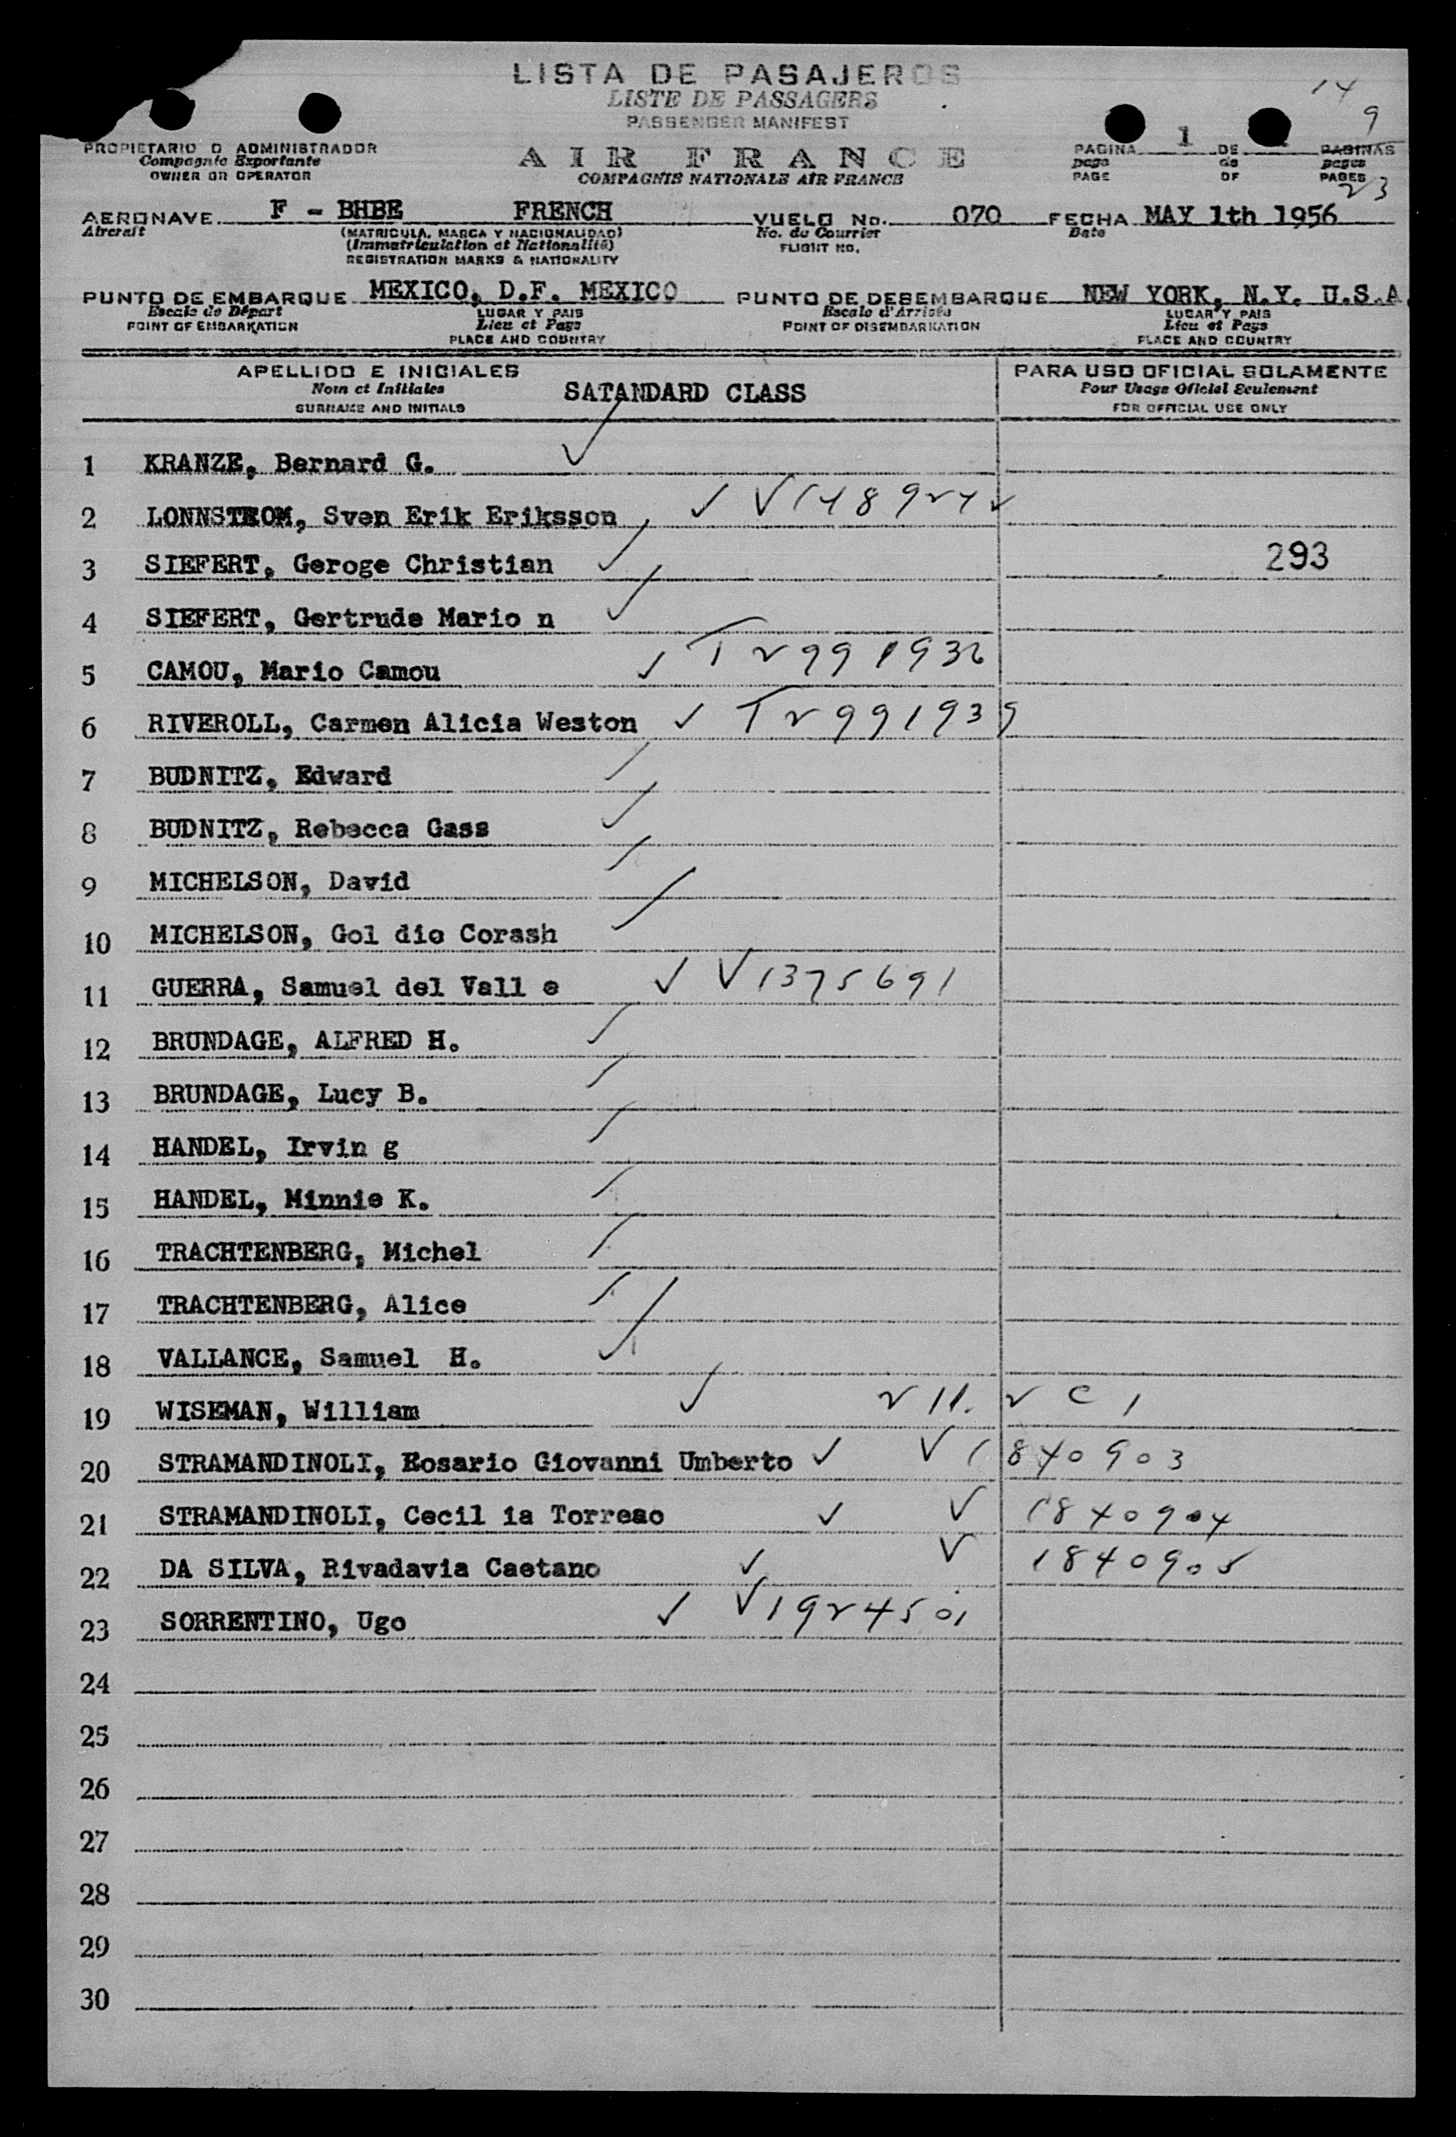 LISTA DE PASAJEROS
LISTE DE PASSAGERS
PASSENGER MANIFEST
14
9
23
PROPIETARIO O ADMINISTRADOR
Compagnie Exportante
OWNER OR OPERATOR
AIR FRANCE
COMPAGNIE NATIONALE AIR FRANCE
PAGINA 1 DE PAGINAS
page de pages
PAGE OF PAGES
AERONAVE F - BHBE FRENCH VUELO No. 070 FECHA MAY 1th 1956
Aircraft (MATRICULA, MARCA Y NACIONALIDAD) No. du Courrier Date
(Immatriculation et Nationalité) FLIGHT NO.
REGISTRATION MARKS & NATIONALITY
PUNTO DE EMBARQUE MEXICO, D.F. MEXICO PUNTO DE DESEMBARQUE NEW YORK, N.Y. U.S.A.
Escale de Départ LUGAR Y PAIS Escale d'Arrivée LUGAR Y PAIS
POINT OF EMBARKATION Lieu et Pays POINT OF DISEMBARKATION Lieu et Pays
PLACE AND COUNTRY PLACE AND COUNTRY
APELLIDO E INICIALES SATANDARD CLASS PARA USO OFICIAL SOLAMENTE
Nom et Initiales Pour Usage Officiel Seulement
SURNAME AND INITIALS FOR OFFICIAL USE ONLY
1 KRANZE, Bernard G.
2 LONNSTROM, Sven Erik Eriksson V1489242
3 SIEFERT, Geroge Christian 293
4 SIEFERT, Gertrude Mario n
5 CAMOU, Mario Camou T2991936
6 RIVEROLL, Carmen Alicia Weston T2991939
7 BUDNITZ, Edward
8 BUDNITZ, Rebecca Gass
9 MICHELSON, David
10 MICHELSON, Gol die Corash
11 GUERRA, Samuel del Vall e V1375691
12 BRUNDAGE, ALFRED H.
13 BRUNDAGE, Lucy B.
14 HANDEL, Irvin g
15 HANDEL, Minnie K.
16 TRACHTENBERG, Michel
17 TRACHTENBERG, Alice
18 VALLANCE, Samuel H.
19 WISEMAN, William 211. 2 C 1
20 STRAMANDINOLI, Rosario Giovanni Umberto V1840903
21 STRAMANDINOLI, Cecil ia Torreao V 1840904
22 DA SILVA, Rivadavia Caetano V 1840905
23 SORRENTINO, Ugo V1924501
24
25
26
27
28
29
30